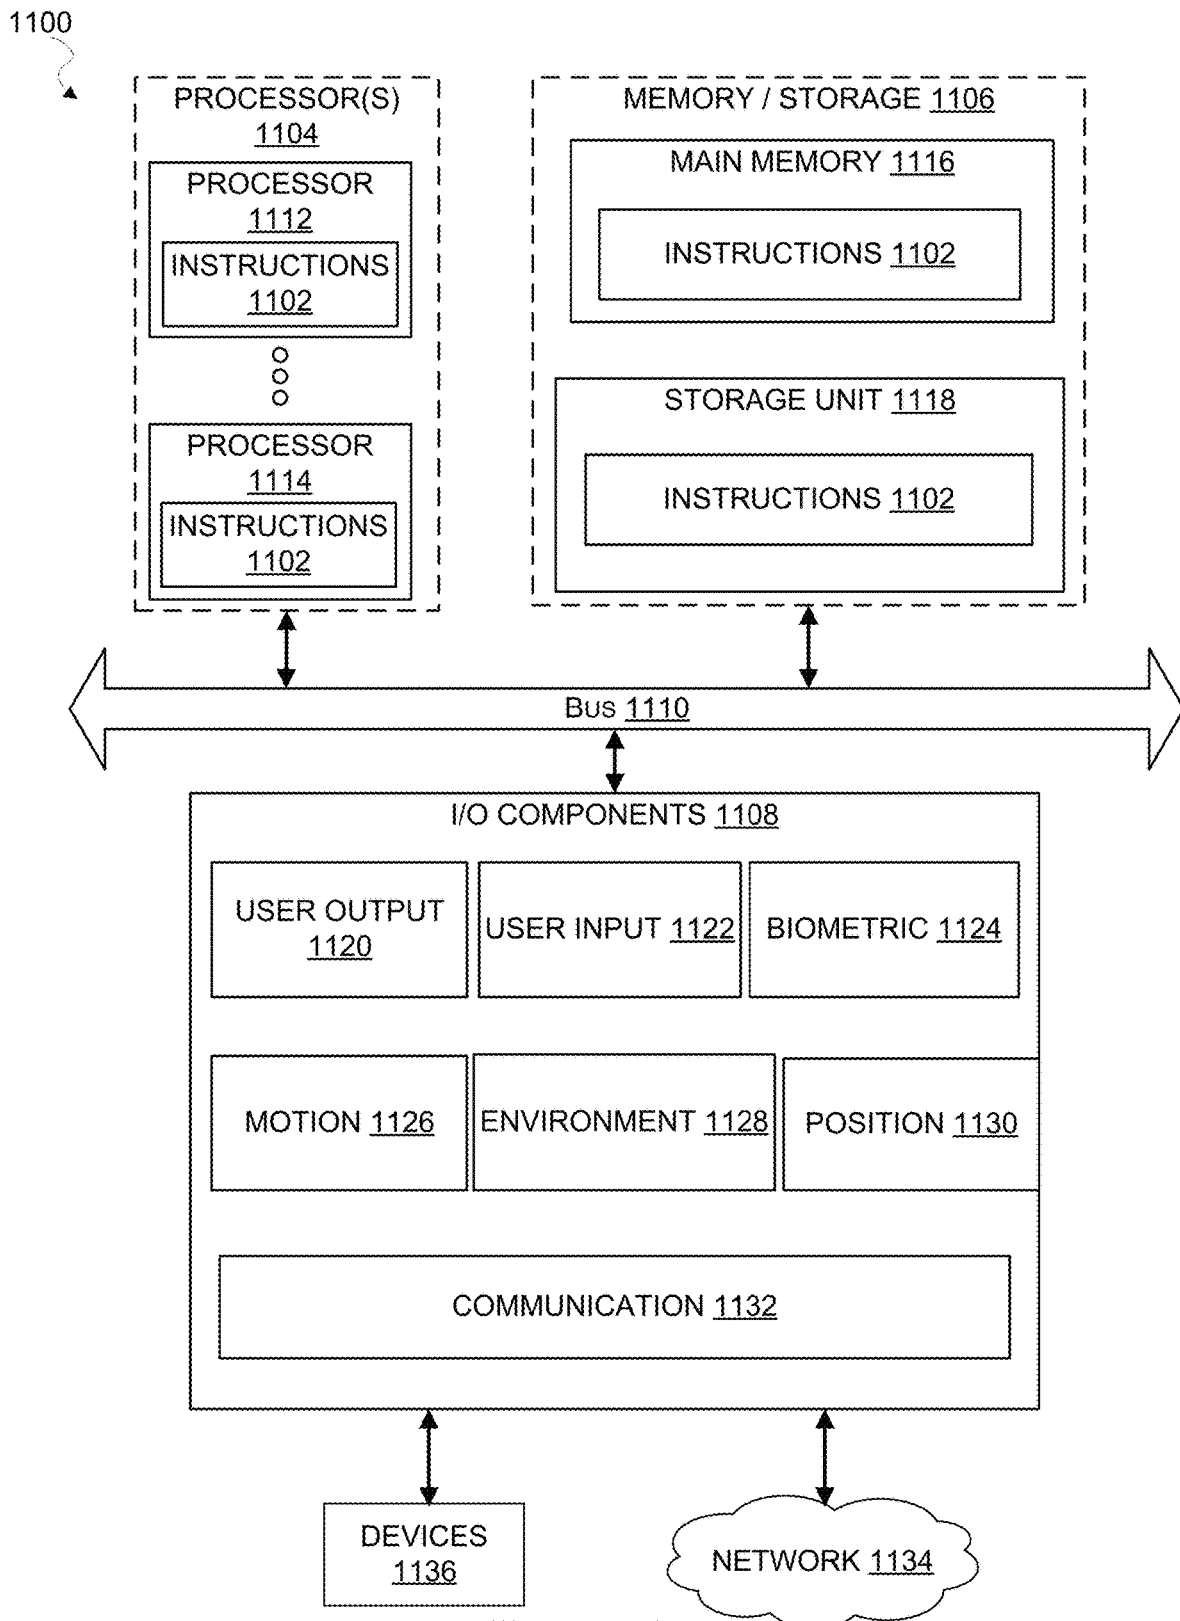 1100
PROCESSOR(S)
1104
PROCESSOR
1112
INSTRUCTIONS
1102
PROCESSOR
1114
INSTRUCTIONS
1102
MEMORY / STORAGE 1106
MAIN MEMORY 1116
INSTRUCTIONS 1102
STORAGE UNIT 1118
INSTRUCTIONS 1102
BUS 1110
I/O COMPONENTS 1108
USER OUTPUT
1120
USER INPUT 1122
BIOMETRIC 1124
MOTION 1126
ENVIRONMENT 1128
POSITION 1130
COMMUNICATION 1132
DEVICES
1136
NETWORK 1134